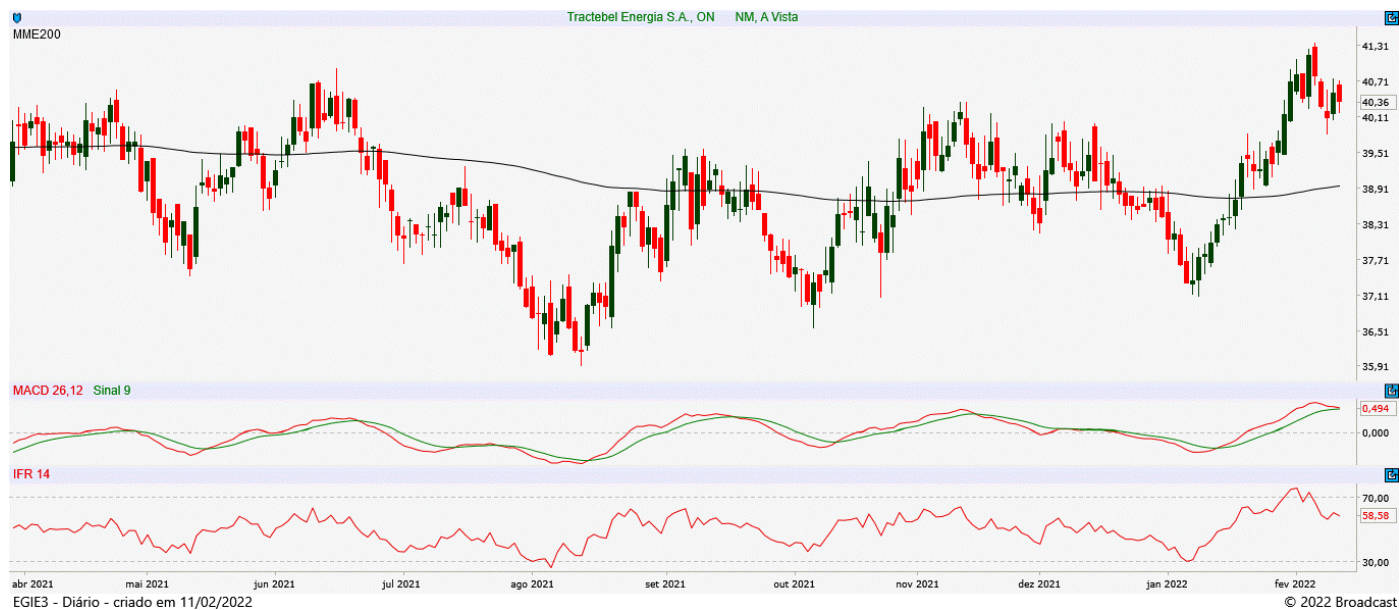 Tractebel Energia S.A., ON NM, A Vista
MME200
41,31
40,71
40,36
40,11
39,51
38,91
38,31
37,71
37,11
36,51
35,91
MACD 26,12 Sinal 9
0,494
0,000
IFR 14
70,00
58,58
30,00
abr 2021 mai 2021 jun 2021 jul 2021 ago 2021 set 2021 out 2021 nov 2021 dez 2021 jan 2022 fev 2022
EGIE3 - Diário - criado em 11/02/2022 © 2022 Broadcast